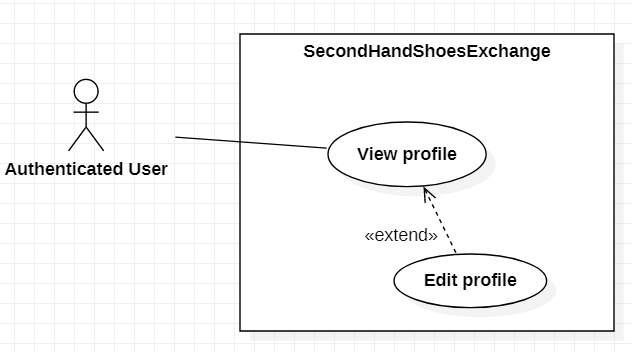 SecondHandShoesExchange
View profile
Authenticated User
«extend»
Edit profile